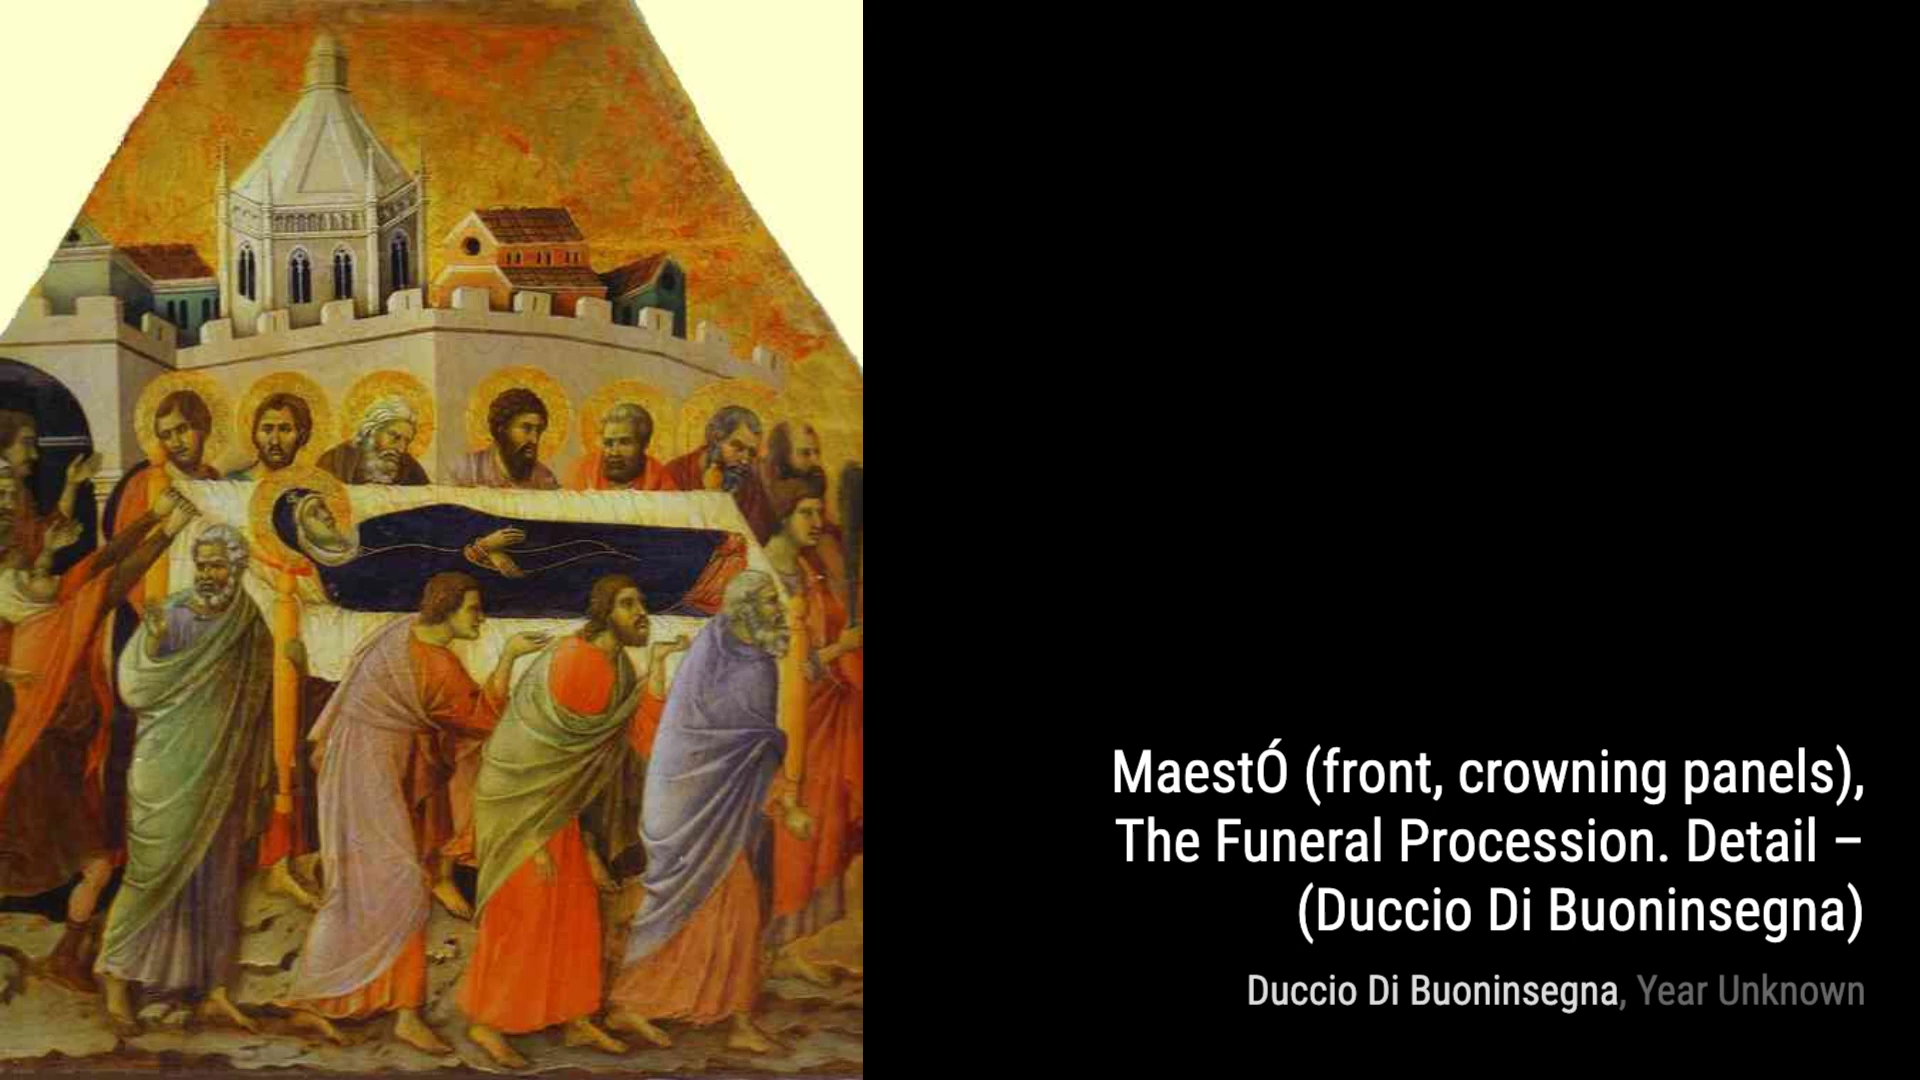 MaestÓ (front, crowning panels),
The Funeral Procession. Detail –
(Duccio Di Buoninsegna)
Duccio Di Buoninsegna, Year Unknown